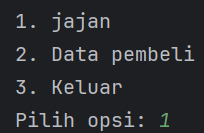 1. jajan
2. Data pembeli
3. Keluar
Pilih opsi: 1